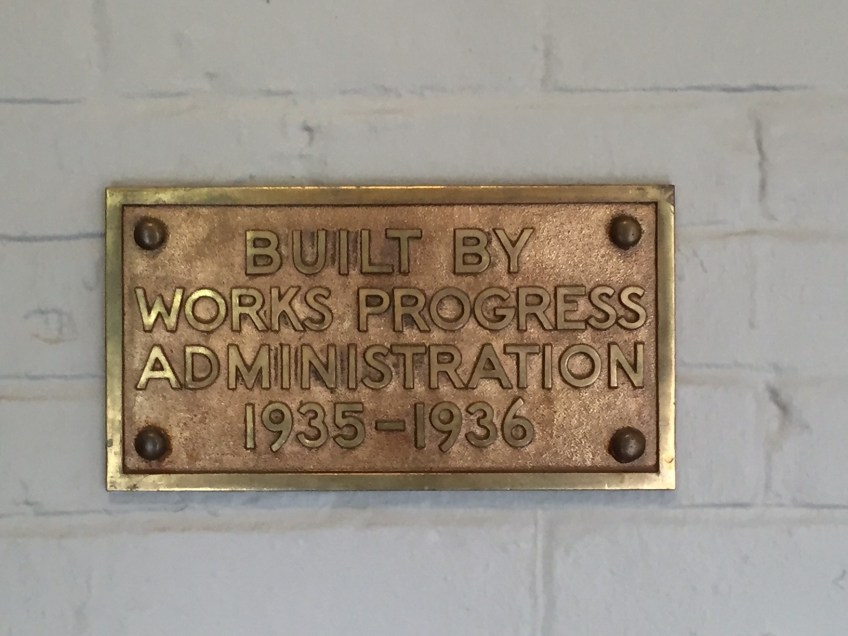 BUILT BY
WORKS PROGRESS
ADMINISTRATION
1935-1936